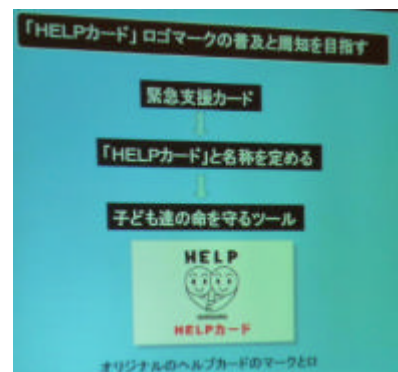 「HELPカード」ロゴマークの普及と周知を目指す
緊急支援カード
「HELPカード」と名称を定める
子ども達の命を守るツール
HELP
HELPカード
オリジナルのヘルプカードのマークとロ